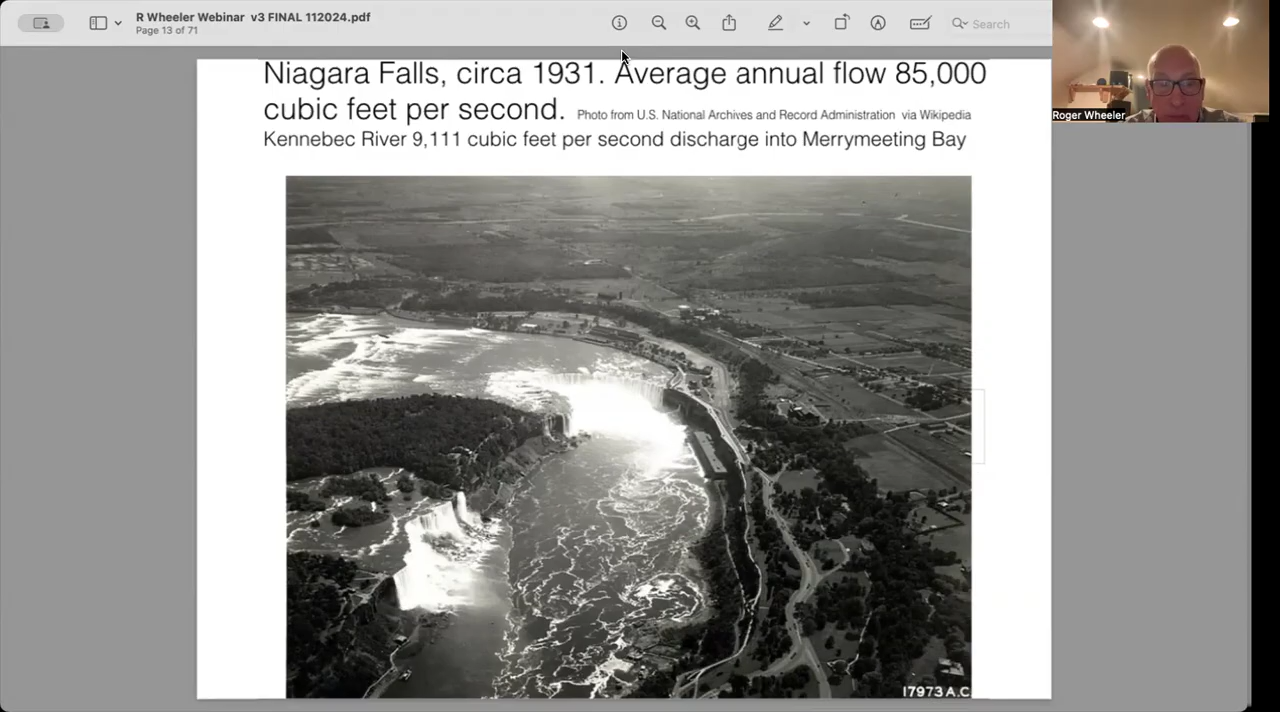 R Wheeler Webinar v3 FINAL 112024.pdf
Page 13 of 71
Search
Roger Wheeler
Niagara Falls, circa 1931. Average annual flow 85,000
cubic feet per second. Photo from U.S. National Archives and Record Administration via Wikipedia
Kennebec River 9,111 cubic feet per second discharge into Merrymeeting Bay
17973 A.C.